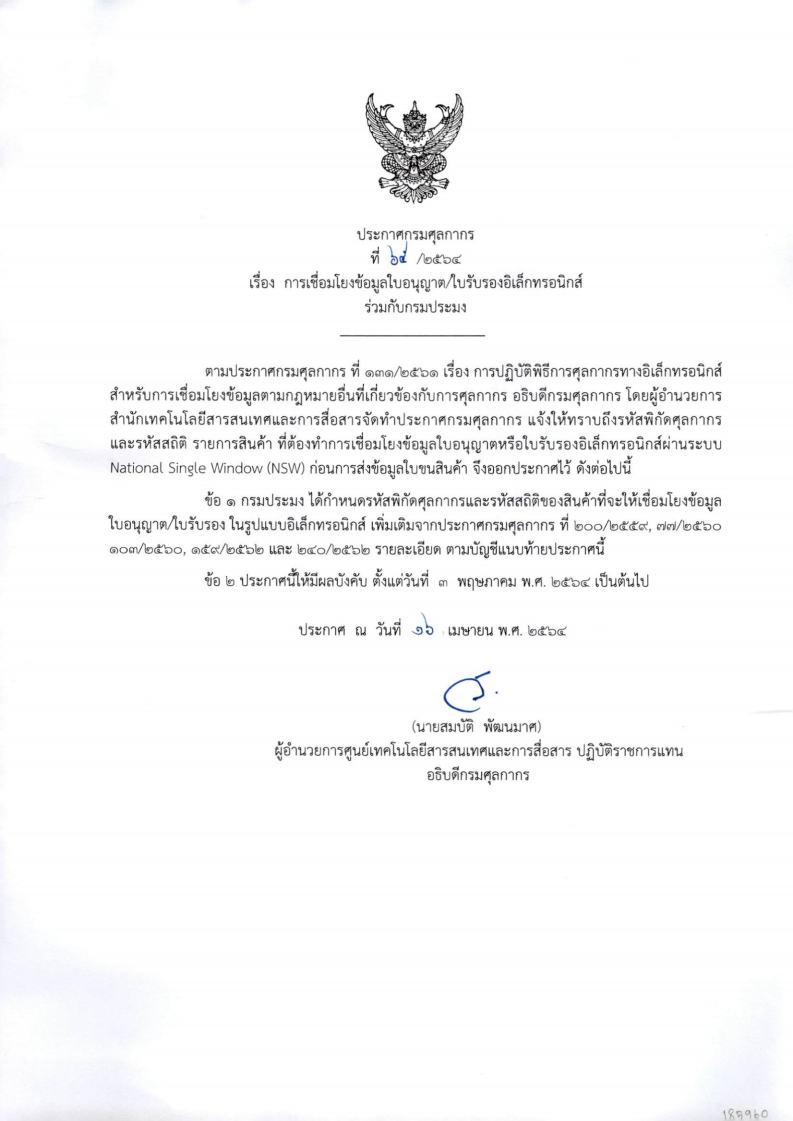 ประกาศกรมศุลกากร
ที่ ๖๔ /๒๕๖๔
เรื่อง การเชื่อมโยงข้อมูลใบอนุญาต/ใบรับรองอิเล็กทรอนิกส์
ร่วมกับกรมประมง
ตามประกาศกรมศุลกากร ที่ ๑๓๑/๒๕๖๑ เรื่อง การปฏิบัติพิธีการศุลกากรทางอิเล็กทรอนิกส์
สำหรับการเชื่อมโยงข้อมูลตามกฎหมายอื่นที่เกี่ยวข้องกับการศุลกากร อธิบดีกรมศุลกากร โดยผู้อำนวยการ
สำนักเทคโนโลยีสารสนเทศและการสื่อสารจัดทำประกาศกรมศุลกากร แจ้งให้ทราบถึงรหัสพิกัดศุลกากร
และรหัสสถิติ รายการสินค้า ที่ต้องทำการเชื่อมโยงข้อมูลใบอนุญาตหรือใบรับรองอิเล็กทรอนิกส์ผ่านระบบ
National Single Window (NSW) ก่อนการส่งข้อมูลใบขนสินค้า จึงออกประกาศไว้ ดังต่อไปนี้
ข้อ ๑ กรมประมง ได้กำหนดรหัสพิกัดศุลกากรและรหัสสถิติของสินค้าที่จะให้เชื่อมโยงข้อมูล
ใบอนุญาต/ใบรับรอง ในรูปแบบอิเล็กทรอนิกส์ เพิ่มเติมจากประกาศกรมศุลกากร ที่ ๒๐๐/๒๕๕๙, ๗๗/๒๕๖๐
๑๐๓/๒๕๖๐, ๑๕๙/๒๕๖๒ และ ๒๔๐/๒๕๖๒ รายละเอียด ตามบัญชีแนบท้ายประกาศนี้
ข้อ ๒ ประกาศนี้ให้มีผลบังคับ ตั้งแต่วันที่ ๓ พฤษภาคม พ.ศ. ๒๕๖๔ เป็นต้นไป
ประกาศ ณ วันที่ ๑๖ เมษายน พ.ศ. ๒๕๖๔
(นายสมบัติ พัฒนมาศ)
ผู้อำนวยการศูนย์เทคโนโลยีสารสนเทศและการสื่อสาร ปฏิบัติราชการแทน
อธิบดีกรมศุลกากร
185960